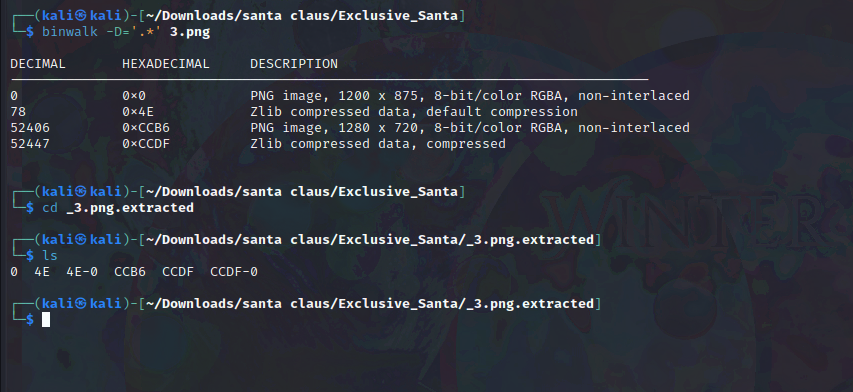 ┌──(kali㉿kali)-[~/Downloads/santa claus/Exclusive_Santa]
└─$ binwalk -D='.*' 3.png
DECIMAL HEXADECIMAL DESCRIPTION
--------------------------------------------------------------------------------
0 0×0 PNG image, 1200 x 875, 8-bit/color RGBA, non-interlaced
78 0×4E Zlib compressed data, default compression
52406 0×CCB6 PNG image, 1280 x 720, 8-bit/color RGBA, non-interlaced
52447 0×CCDF Zlib compressed data, compressed
┌──(kali㉿kali)-[~/Downloads/santa claus/Exclusive_Santa]
└─$ cd _3.png.extracted
┌──(kali㉿kali)-[~/Downloads/santa claus/Exclusive_Santa/_3.png.extracted]
└─$ ls
0 4E 4E-0 CCB6 CCDF CCDF-0
┌──(kali㉿kali)-[~/Downloads/santa claus/Exclusive_Santa/_3.png.extracted]
└─$
WINTER